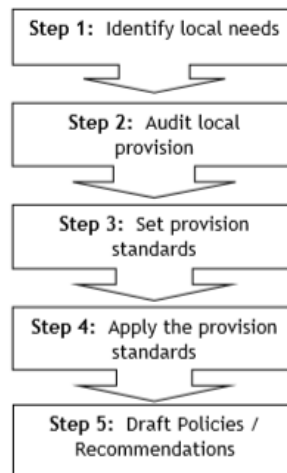 Step 1: Identify local needs
Step 2: Audit local
provision
Step 3: Set provision
standards
Step 4: Apply the provision
standards
Step 5: Draft Policies /
Recommendations